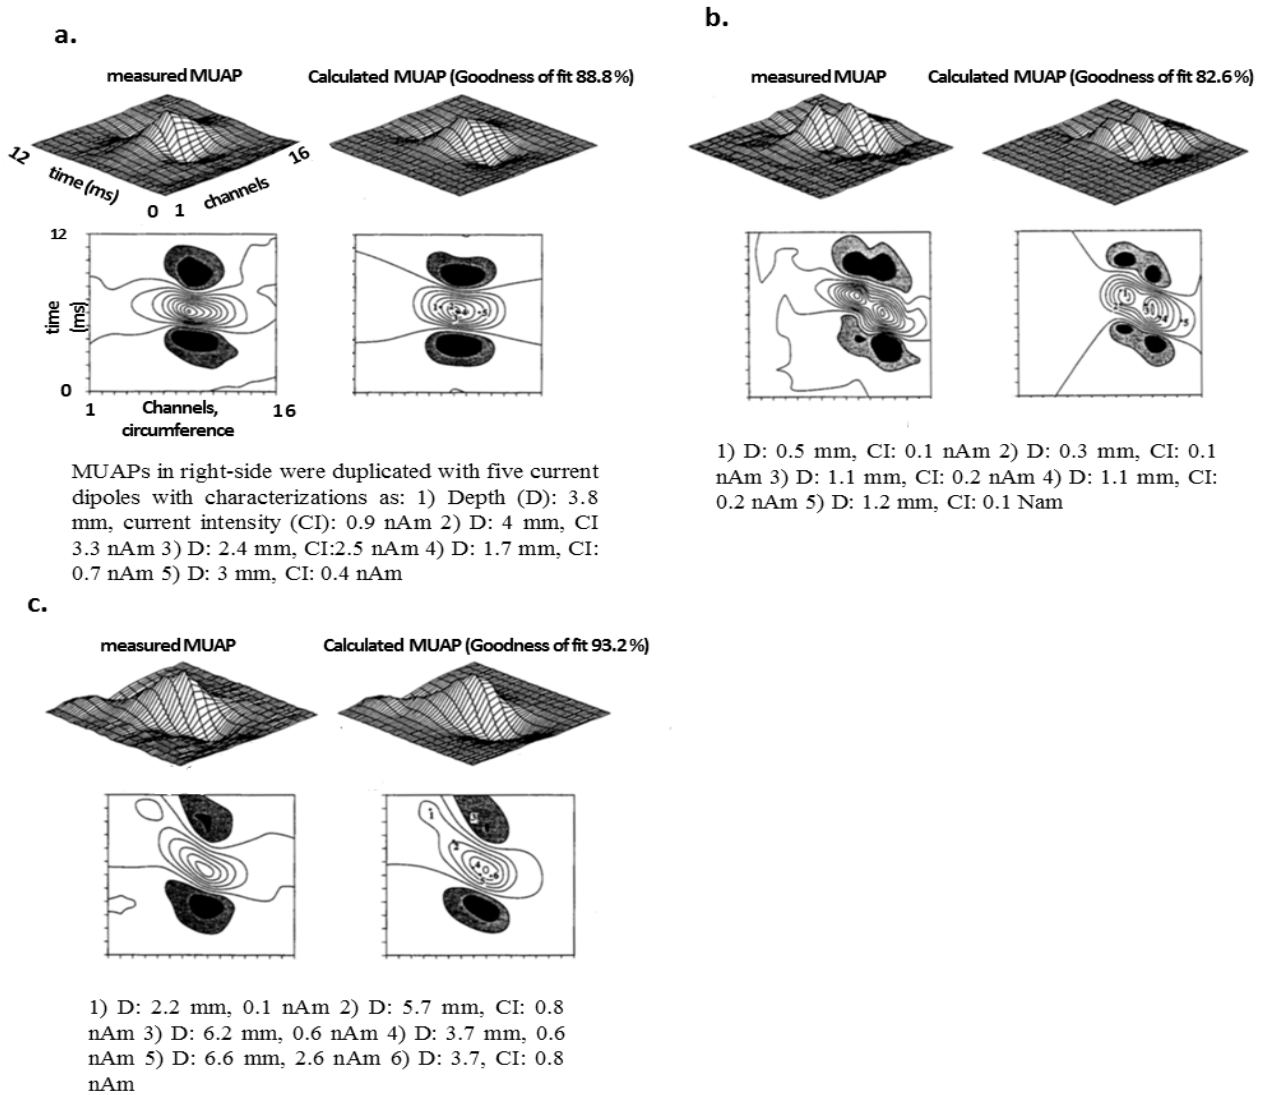 a.
measured MUAP
Calculated MUAP (Goodness of fit 88.8%)
12
time (ms)
0
1
channels
16
12
time
(ms)
0
1
Channels,
circumference
16
MUAPs in right-side were duplicated with five current
dipoles with characterizations as: 1) Depth (D): 3.8
mm, current intensity (CI): 0.9 nAm 2) D: 4 mm, CI
3.3 nAm 3) D: 2.4 mm, CI:2.5 nAm 4) D: 1.7 mm, CI:
0.7 nAm 5) D: 3 mm, CI: 0.4 nAm
b.
measured MUAP
Calculated MUAP (Goodness of fit 82.6%)
1) D: 0.5 mm, CI: 0.1 nAm 2) D: 0.3 mm, CI: 0.1
nAm 3) D: 1.1 mm, CI: 0.2 nAm 4) D: 1.1 mm, CI:
0.2 nAm 5) D: 1.2 mm, CI: 0.1 Nam
c.
measured MUAP
Calculated MUAP (Goodness of fit 93.2%)
1) D: 2.2 mm, 0.1 nAm 2) D: 5.7 mm, CI: 0.8
nAm 3) D: 6.2 mm, 0.6 nAm 4) D: 3.7 mm, 0.6
nAm 5) D: 6.6 mm, 2.6 nAm 6) D: 3.7, CI: 0.8
nAm